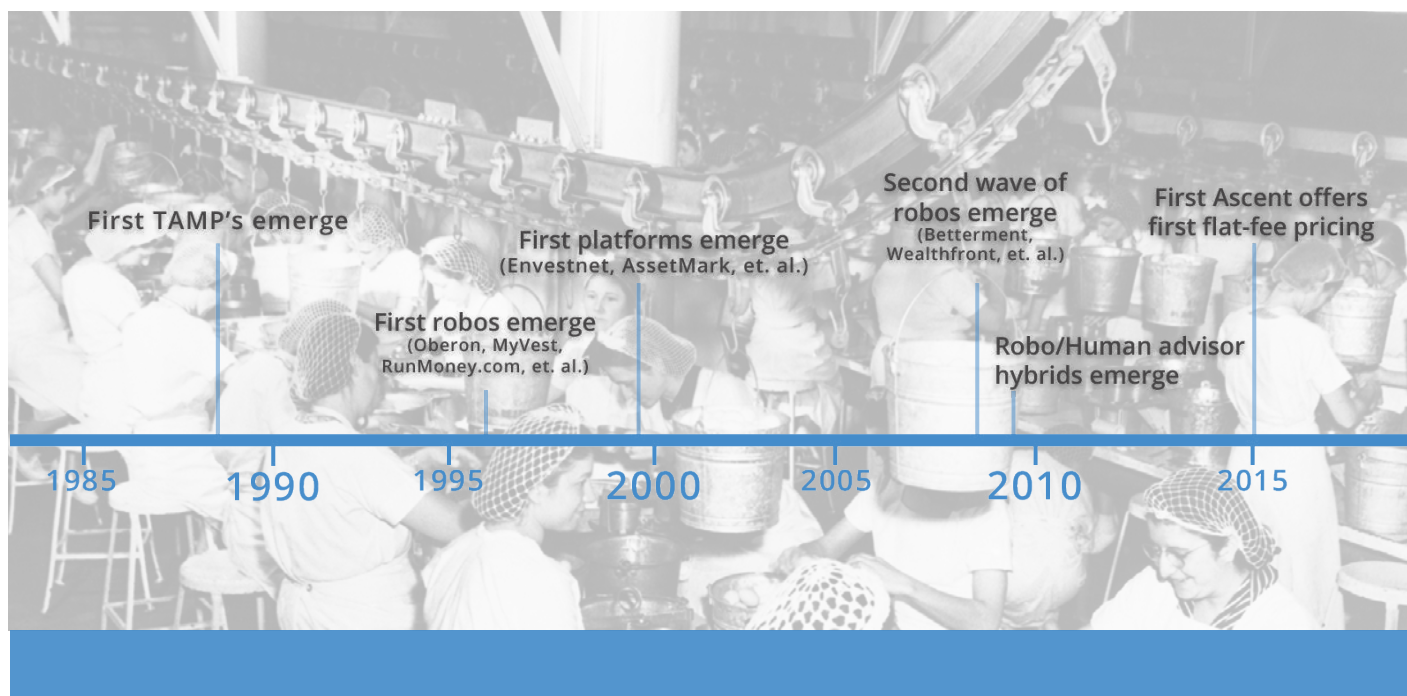 First TAMP’s emerge
First robos emerge
(Oberon, MyVest,
RunMoney.com, et. al.)
First platforms emerge
(Envestnet, AssetMark, et. al.)
Second wave of
robos emerge
(Betterment,
Wealthfront, et. al.)
Robo/Human advisor
hybrids emerge
First Ascent offers
first flat-fee pricing
1985
1990
1995
2000
2005
2010
2015